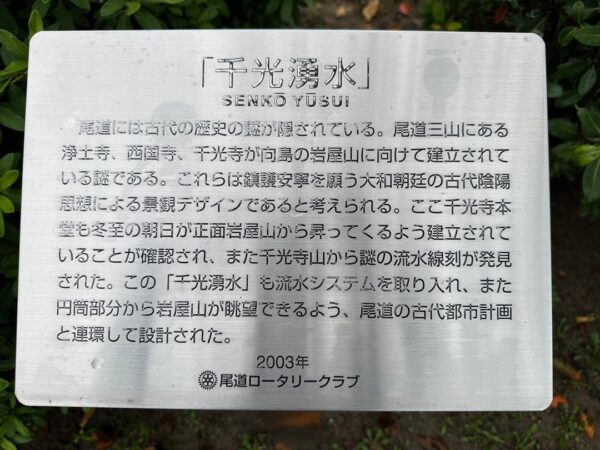 「千光湧水」
SENKŌ YŪSUI
尾道には古代の歴史の謎が隠されている。尾道三山にある
浄土寺、西國寺、千光寺が向島の岩屋山に向けて建立されて
いる謎である。これらは鎮護安寧を願う大和朝廷の古代陰陽
思想による景観デザインであると考えられる。ここ千光寺本
堂も冬至の朝日が正面岩屋山から昇ってくるよう建立されて
いることが確認され、また千光寺山から謎の流水線刻が発見
された。この「千光湧水」も流水システムを取り入れ、また
円筒部分から岩屋山が眺望できるよう、尾道の古代都市計画
と連環して設計された。
2003年
尾道ロータリークラブ